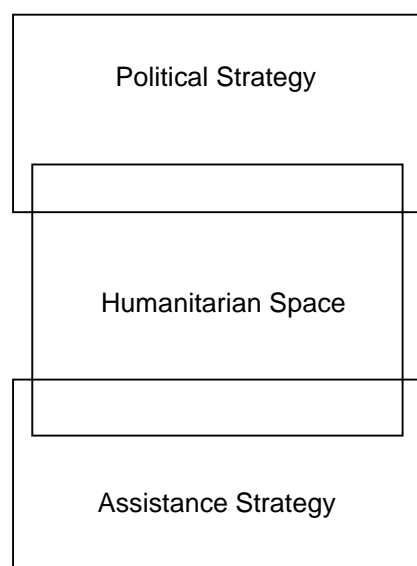 Political Strategy
Humanitarian Space
Assistance Strategy